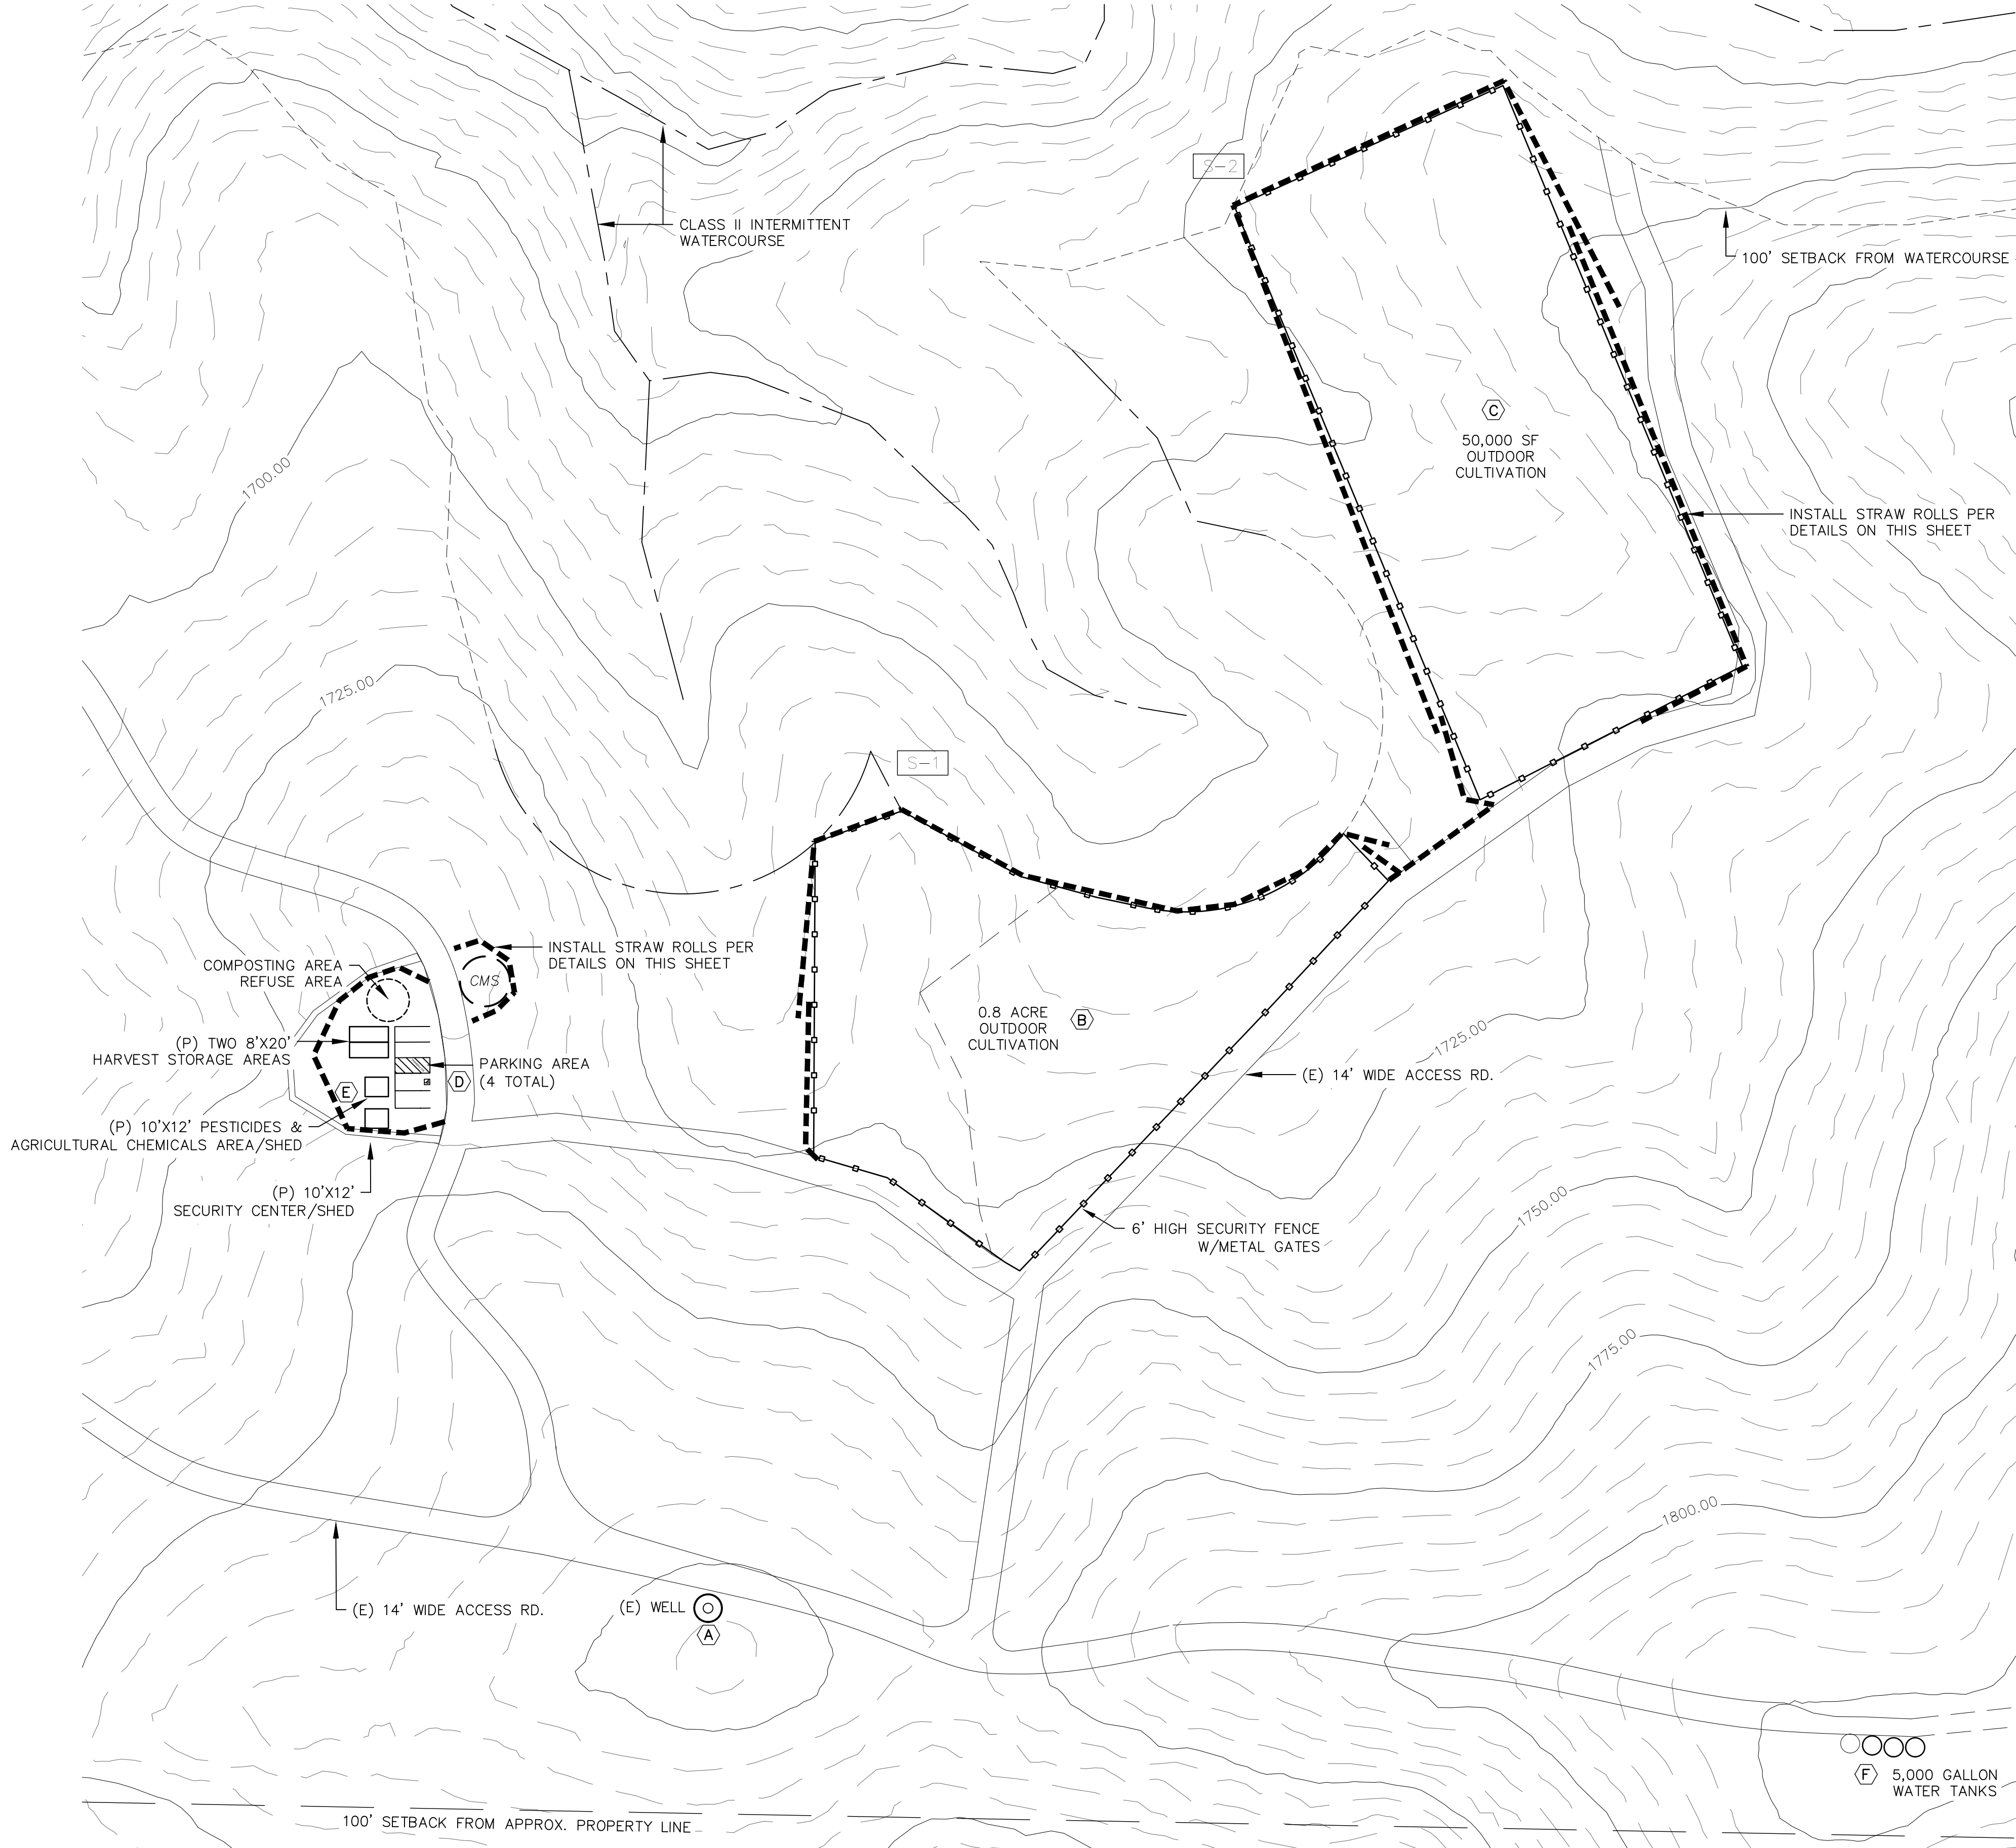 S-2
CLASS II INTERMITTENT
WATERCOURSE
100' SETBACK FROM WATERCOURSE
C
50,000 SF
OUTDOOR
CULTIVATION
1700.00
INSTALL STRAW ROLLS PER
DETAILS ON THIS SHEET
1725.00
S-1
INSTALL STRAW ROLLS PER
DETAILS ON THIS SHEET
COMPOSTING AREA
REFUSE AREA
CMS
0.8 ACRE
OUTDOOR
CULTIVATION
B
(P) TWO 8'X20'
HARVEST STORAGE AREAS
PARKING AREA
(4 TOTAL)
D
E
1725.00
(E) 14' WIDE ACCESS RD.
(P) 10'X12' PESTICIDES &
AGRICULTURAL CHEMICALS AREA/SHED
(P) 10'X12'
SECURITY CENTER/SHED
1750.00
6' HIGH SECURITY FENCE
W/METAL GATES
1775.00
1800.00
(E) 14' WIDE ACCESS RD.
(E) WELL
A
F
5,000 GALLON
WATER TANKS
100' SETBACK FROM APPROX. PROPERTY LINE